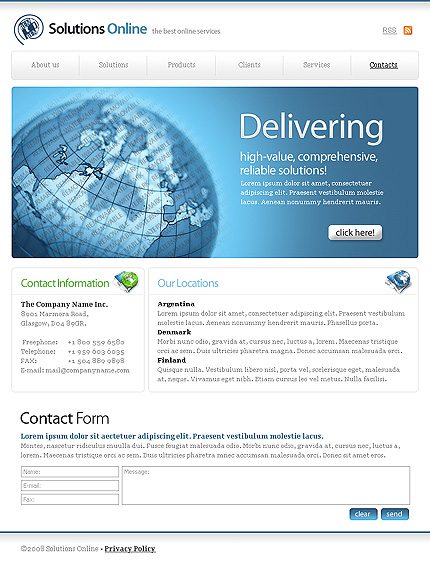 Solutions Online the best online services
RSS
About us Solutions Products Clients Services Contacts
Delivering
high-value, comprehensive,
reliable solutions!
Lorem ipsum dolor sit amet, consectetuer
adipiscing elit. Praesent vestibulum molestie
lacus. Aenean nonummy hendrerit mauris.
click here!
Contact Information
The Company Name Inc.
8901 Marmora Road,
Glasgow, D04 89GR.
Freephone: +1 800 559 6580
Telephone: +1 959 603 6035
FAX: +1 504 889 9898
E-mail: mail@companyname.com
Our Locations
Argentina
Lorem ipsum dolor sit amet, consectetuer adipiscing elit. Praesent vestibulum
molestie lacus. Aenean nonummy hendrerit mauris. Phasellus porta.
Denmark
Morbi nunc odio, gravida at, cursus nec, luctus a, lorem. Maecenas tristique
orci ac sem. Duis ultricies pharetra magna. Donec accumsan malesuada orci.
Finland
Quisque nulla. Vestibulum libero nisl, porta vel, scelerisque eget, malesuada
at, neque. Vivamus eget nibh. Etiam cursus leo vel metus. Nulla facilisi.
Contact Form
Lorem ipsum dolor sit aectetuer adipiscing elit. Praesent vestibulum molestie lacus.
Montes, nascetur ridiculus muulla dui. Fusce feugiat malesuada odio. Morbi nunc odio, gravida at, cursus nec, luctus a,
lorem. Maecenas tristique orci ac sem. Duis ultricies pharetra mnec accumsan malesuada orci. Donec sit amet eros.
Name:
E-mail:
Fax:
Message:
clear send
©2008 Solutions Online • Privacy Policy